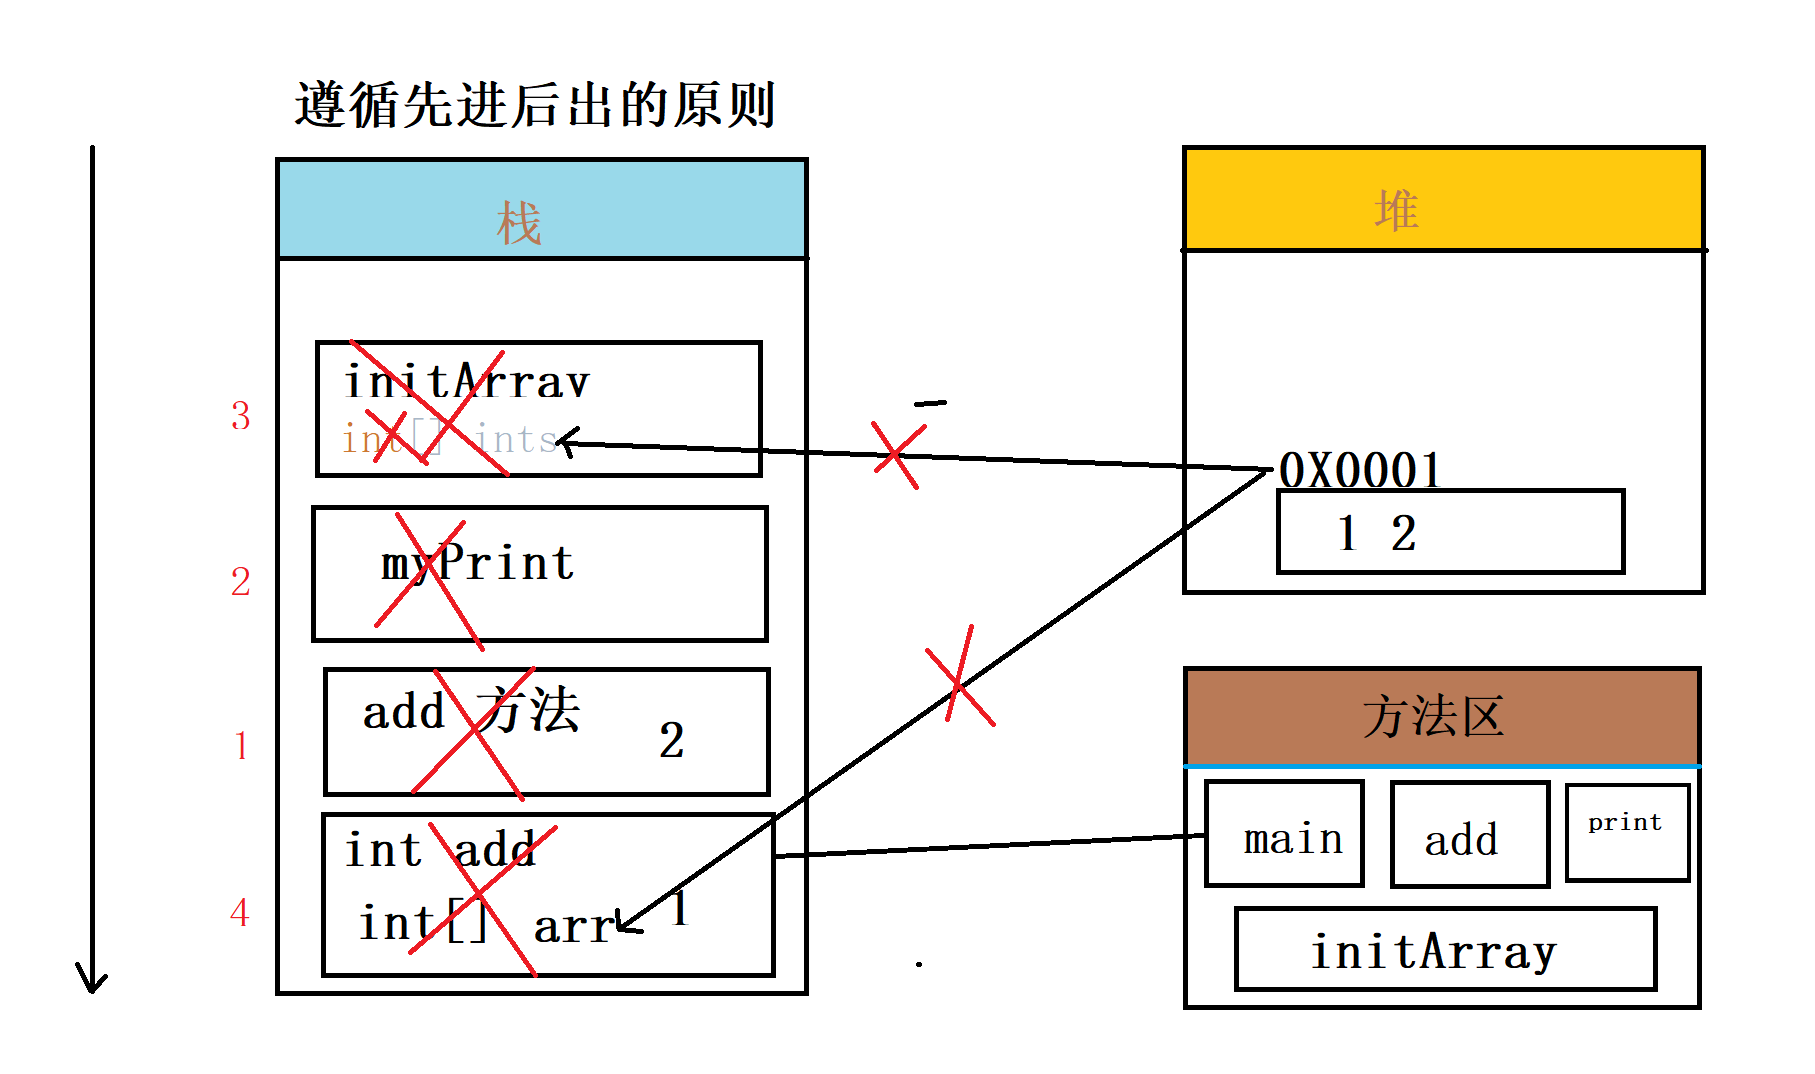 遵循先进后出的原则
栈
initArray
int[] ints
3
myPrint
2
add 方法
2
1
int add
int[] arr
1
4
堆
0X0001
1 2
方法区
main
add
print
initArray